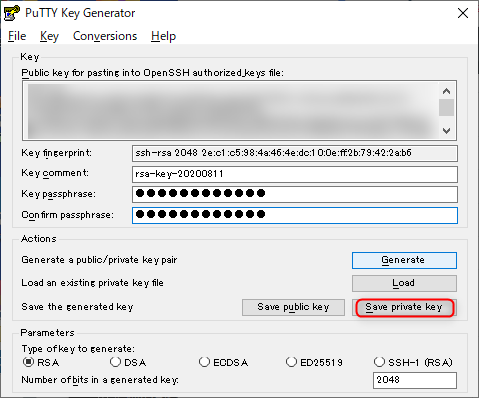 PuTTY Key Generator
File Key Conversions Help
Key
Public key for pasting into OpenSSH authorized_keys file:
Key fingerprint: ssh-rsa 2048 2e:c1:c5:98:4a:46:4e:dc:10:0e:ff:2b:79:42:2a:b6
Key comment: rsa-key-20200811
Key passphrase: ●●●●●●●●●●●●
Confirm passphrase: ●●●●●●●●●●●●
Actions
Generate a public/private key pair Generate
Load an existing private key file Load
Save the generated key Save public key Save private key
Parameters
Type of key to generate:
RSA DSA ECDSA ED25519 SSH-1 (RSA)
Number of bits in a generated key: 2048